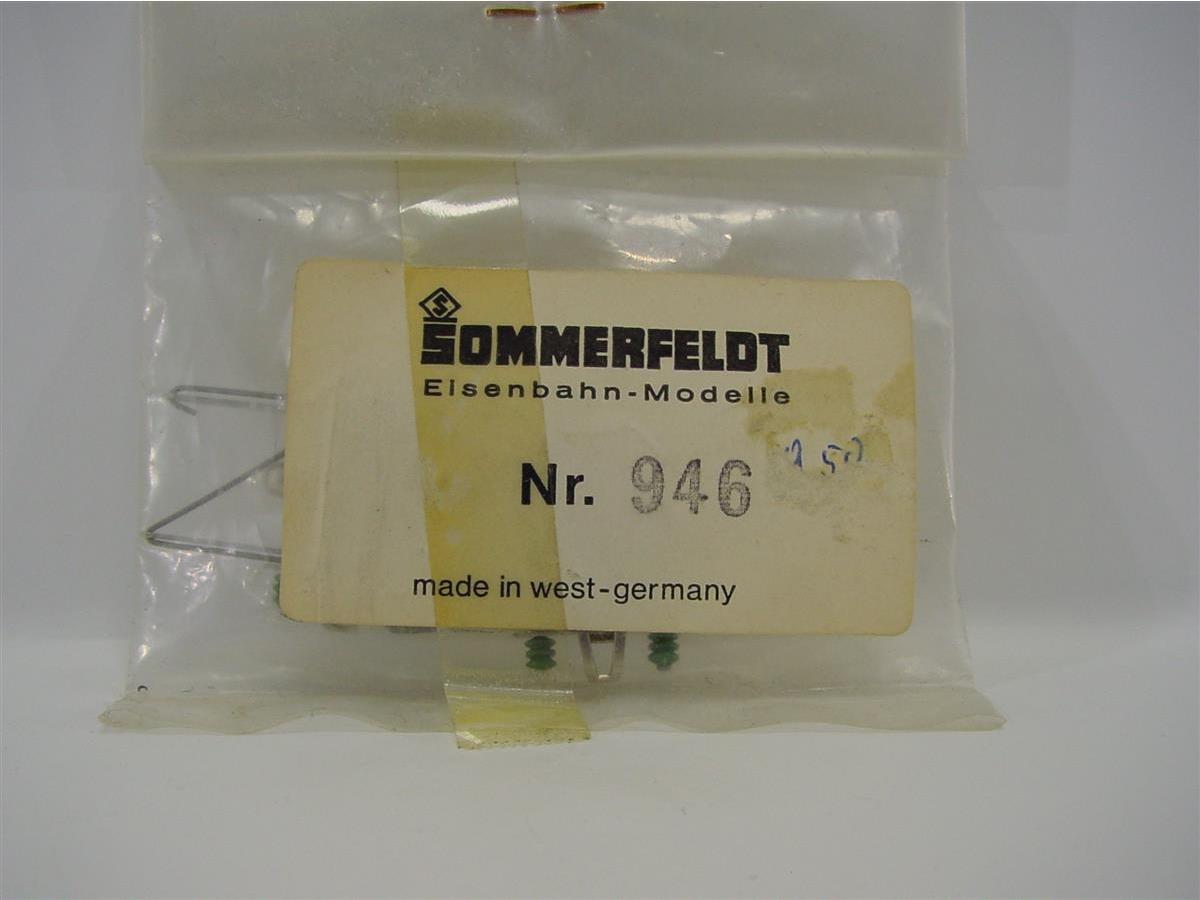 S
SOMMERFELDT
Eisenbahn-Modelle
Nr. 946
made in west-germany